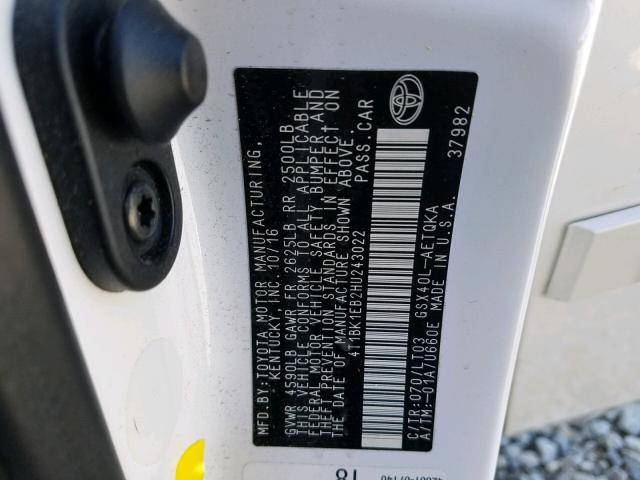 MFD.BY:TOYOTA MOTOR MANUFACTURING,
KENTUCKY, INC. 10/16
GVWR 4590LB GAWR FR 2625LB RR 2500LB
THIS VEHICLE CONFORMS TO ALL APPLICABLE
FEDERAL MOTOR VEHICLE SAFETY BUMPER, AND
THEFT PREVENTION STANDARDS IN EFFECT ON
THE DATE OF MANUFACTURE SHOWN ABOVE.
4T1BK1EB2HU243022 PASS.CAR
C/TR:070/LT03 GSX40L-AETQKA 37982
A/TM:-01A/U660E MADE IN U.S.A.
T8